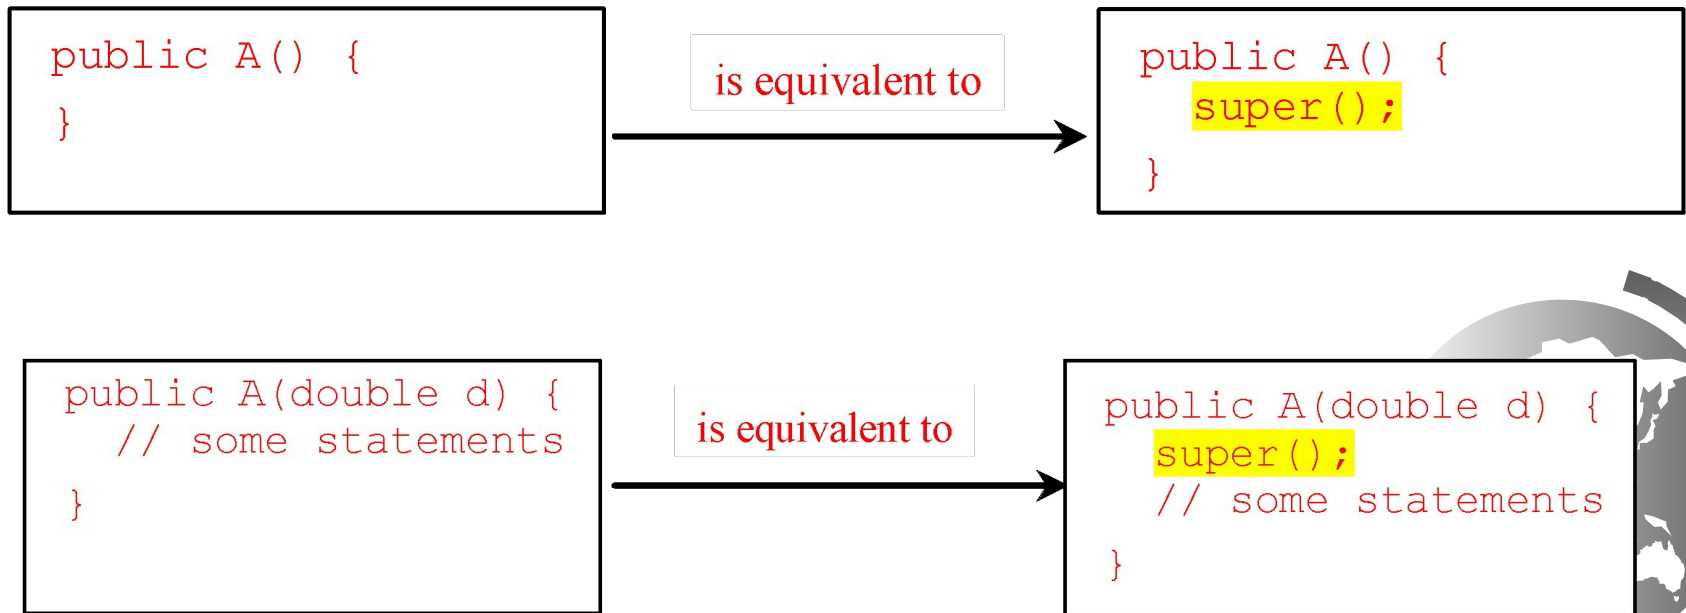 public A() {
}
is equivalent to
public A() {
super();
}
public A(double d) {
// some statements
}
is equivalent to
public A(double d) {
super();
// some statements
}